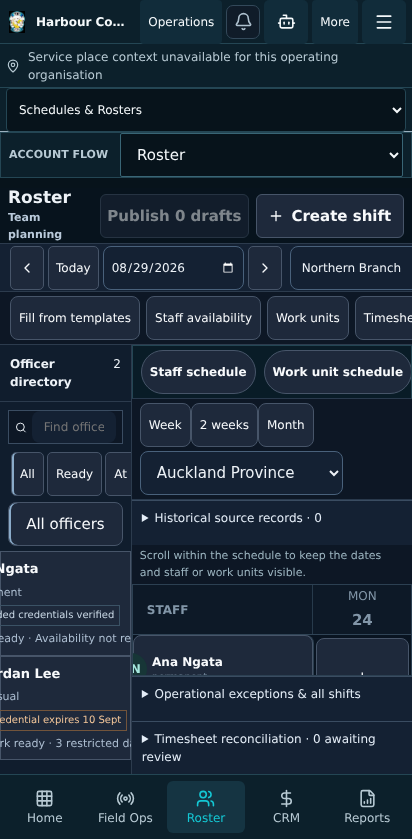 Harbour Co...
Operations
More
Service place context unavailable for this operating
organisation
Schedules & Rosters
ACCOUNT FLOW
Roster
Roster
Team
planning
Publish 0 drafts
+ Create shift
Today
08/29/2026
Northern Branch
Fill from templates
Staff availability
Work units
Timeshe
Officer
directory
2
Staff schedule
Work unit schedule
Find office
Week
2 weeks
Month
All
Ready
At
Auckland Province
All officers
Historical source records · 0
Scroll within the schedule to keep the dates
and staff or work units visible.
STAFF
MON
24
Ngata
ment
ded credentials verified
eady · Availability not re
N
Ana Ngata
rdan Lee
sual
redential expires 10 Sept
rk ready · 3 restricted da
Operational exceptions & all shifts
Timesheet reconciliation · 0 awaiting
review
Home
Field Ops
Roster
CRM
Reports